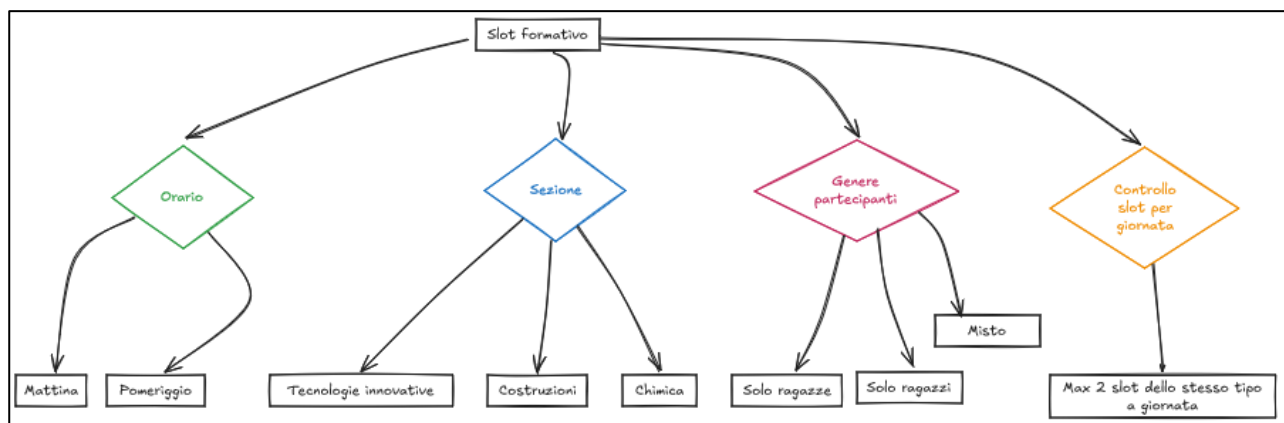 Slot formativo
Orario
Sezione
Genere
partecipanti
Controllo
slot per
giornata
Misto
Mattina
Pomeriggio
Tecnologie innovative
Costruzioni
Chimica
Solo ragazze
Solo ragazzi
Max 2 slot dello stesso tipo
a giornata